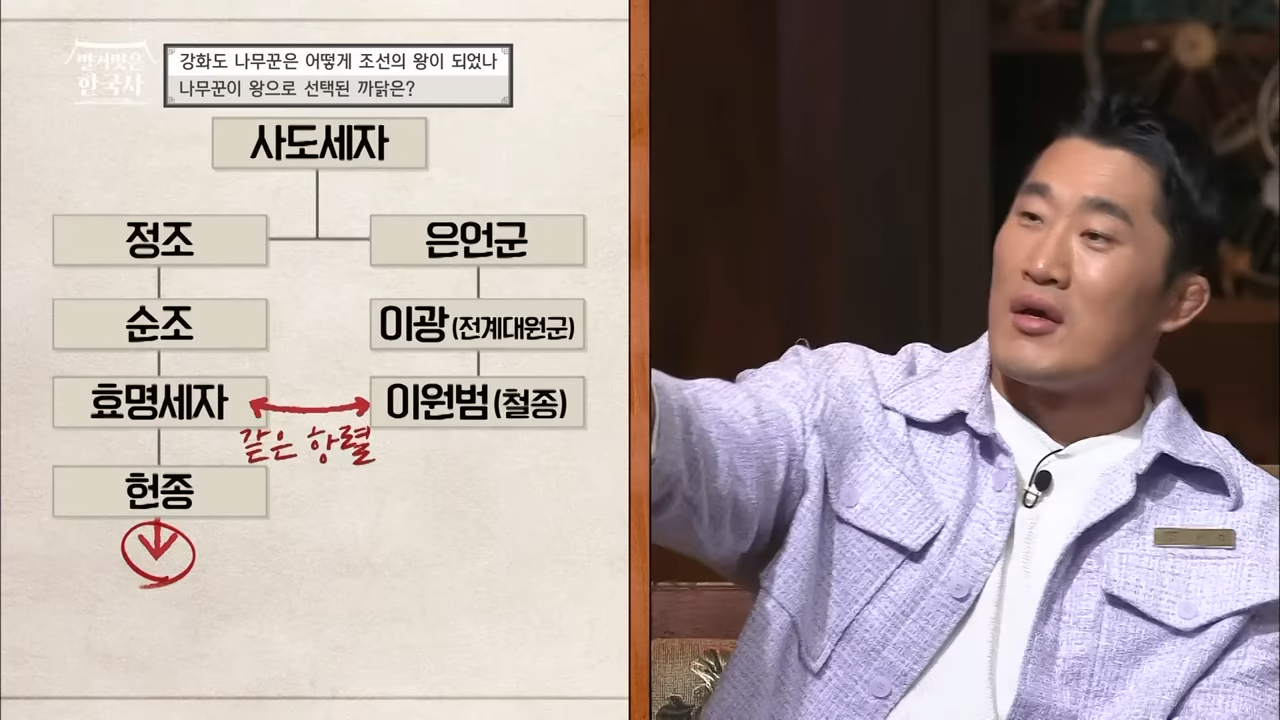 벌거벗은
한국사
강화도 나무꾼은 어떻게 조선의 왕이 되었나
나무꾼이 왕으로 선택된 까닭은?
사도세자
정조
은언군
순조
이광 (전계대원군)
효명세자
이원범 (철종)
같은 항렬
헌종